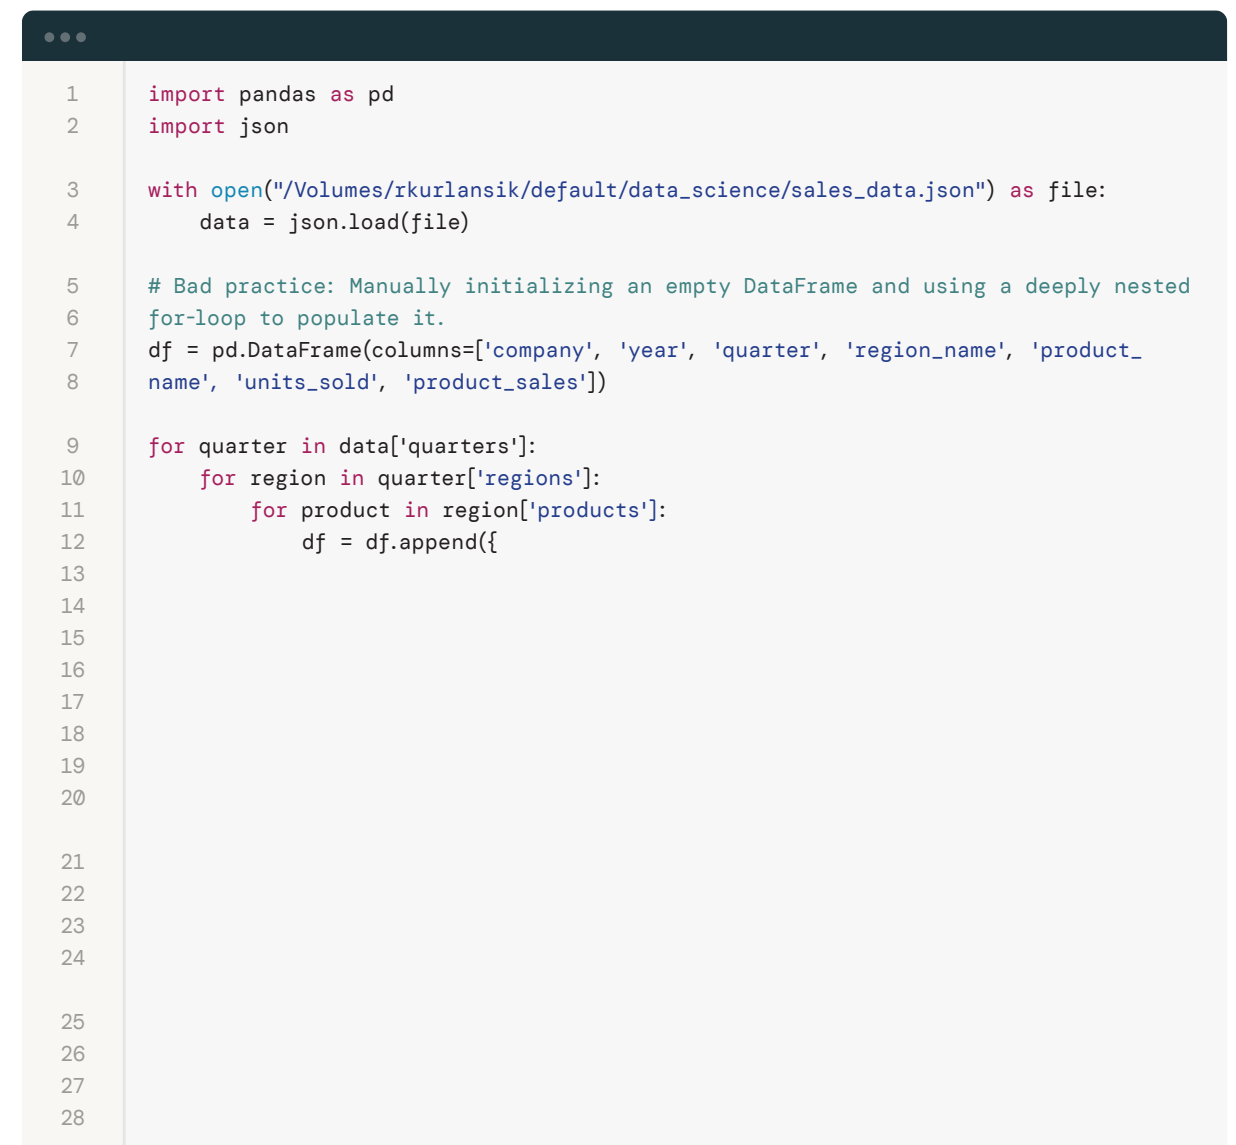 1 import pandas as pd
2 import json
3 with open("/Volumes/rkurlansik/default/data_science/sales_data.json") as file:
4 data = json.load(file)
5 # Bad practice: Manually initializing an empty DataFrame and using a deeply nested
6 for-loop to populate it.
7 df = pd.DataFrame(columns=['company', 'year', 'quarter', 'region_name', 'product_
8 name', 'units_sold', 'product_sales'])
9 for quarter in data['quarters']:
10 for region in quarter['regions']:
11 for product in region['products']:
12 df = df.append({
13
14
15
16
17
18
19
20
21
22
23
24
25
26
27
28